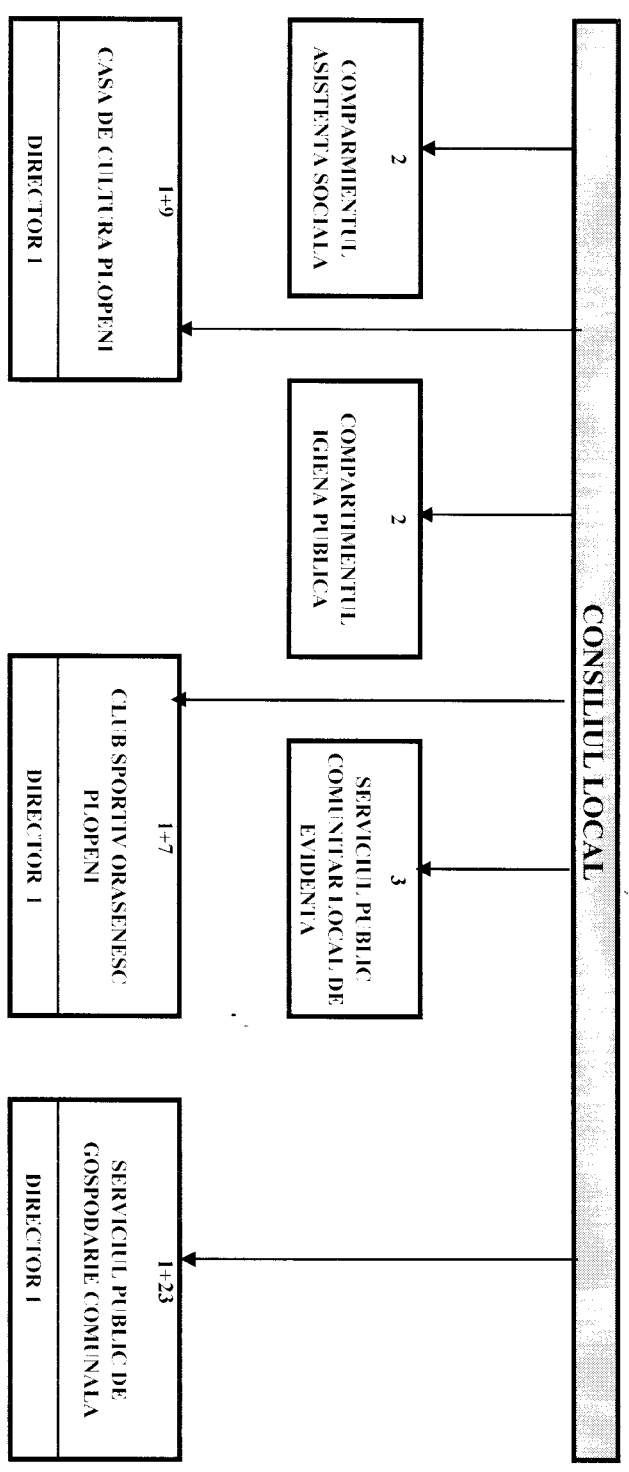 CONSILIUL LOCAL
2
COMPARMIENTUL
ASISTENTA SOCIALA
2
COMPARTIMENTUL
IGIENA PUBLICA
3
SERVICIUL PUBLIC
COMUNITAR LOCAL DE
EVIDENTA
1+9
CASA DE CULTURA PLOPENI
DIRECTOR 1
1+7
CLUB SPORTIV ORASENESC
PLOPENI
DIRECTOR 1
1+23
SERVICIUL PUBLIC DE
GOSPODARIE COMUNALA
DIRECTOR 1